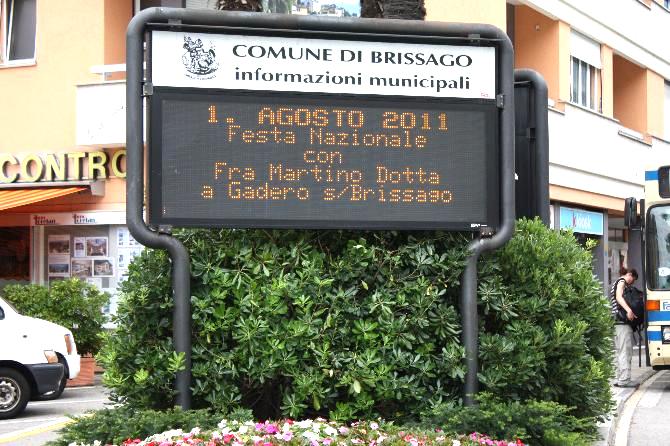 COMUNE DI BRISSAGO
informazioni municipali
1. AGOSTO 2011
Festa Nazionale
con
Fra Martino Dotta
a Gadero s/Brissago
CONTRO